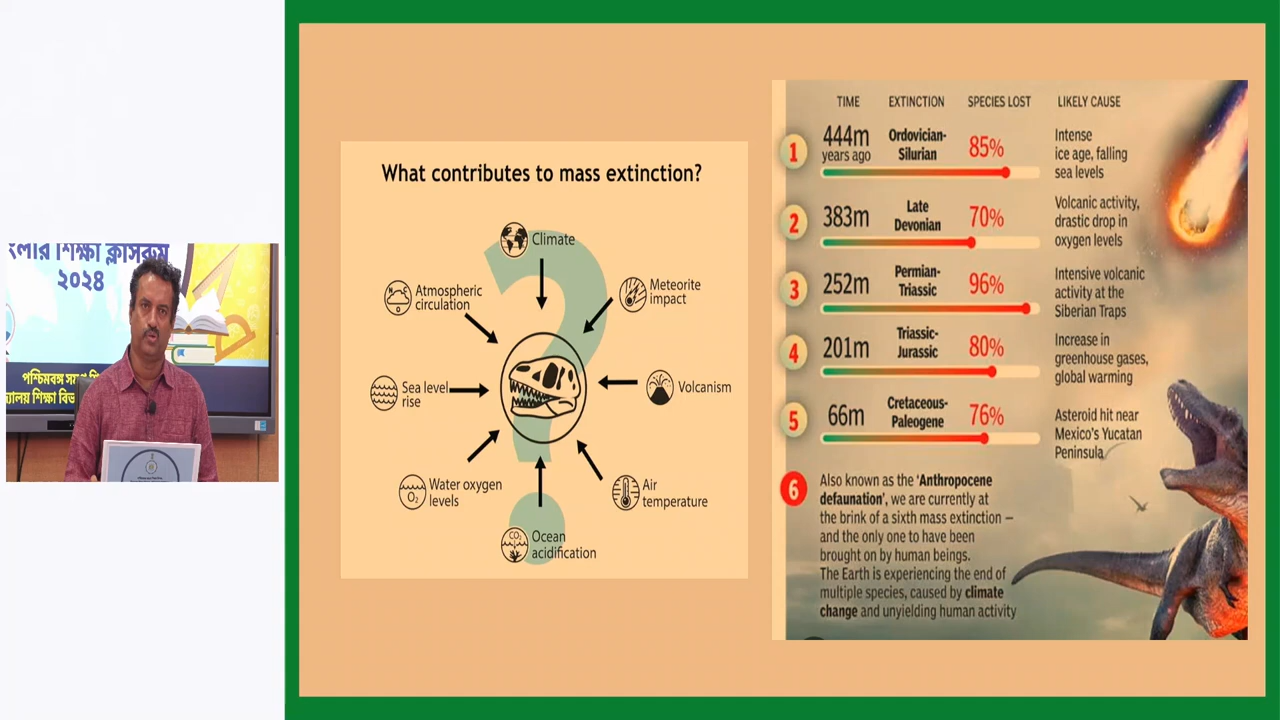 ংলার শিক্ষা ক্লাসরুম
২০২৪
পশ্চিমবঙ্গ সমগ্র
শিক্ষা
What contributes to mass extinction?
Climate
Meteorite
impact
Atmospheric
circulation
Sea level
rise
Volcanism
Water oxygen
levels
O₂
Air
temperature
CO₂
Ocean
acidification
TIME EXTINCTION SPECIES LOST LIKELY CAUSE
1 444m
years ago
Ordovician-
Silurian
85%
Intense
ice age, falling
sea levels
2 383m
Late
Devonian
70%
Volcanic activity,
drastic drop in
oxygen levels
3 252m
Permian-
Triassic
96%
Intensive volcanic
activity at the
Siberian Traps
4 201m
Triassic-
Jurassic
80%
Increase in
greenhouse gases,
global warming
5 66m
Cretaceous-
Paleogene
76%
Asteroid hit near
Mexico's Yucatan
Peninsula
6 Also known as the 'Anthropocene
defaunation', we are currently at
the brink of a sixth mass extinction –
and the only one to have been
brought on by human beings.
The Earth is experiencing the end of
multiple species, caused by climate
change and unyielding human activity